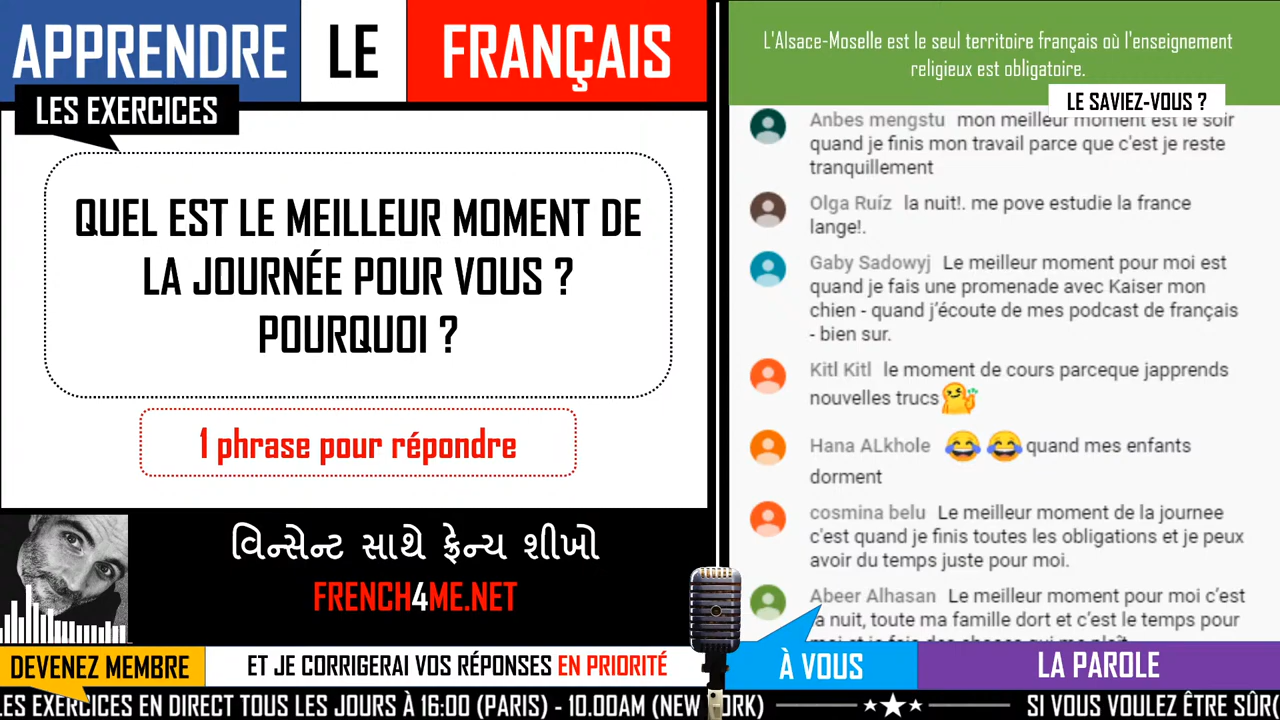 APPRENDRE LE FRANÇAIS
LES EXERCICES
QUEL EST LE MEILLEUR MOMENT DE
LA JOURNÉE POUR VOUS ?
POURQUOI ?
1 phrase pour répondre
વિન્સેન્ટ સાથે ફ્રેન્ચ શીખો
FRENCH4ME.NET
DEVENEZ MEMBRE
ET JE CORRIGERAI VOS RÉPONSES EN PRIORITÉ
L'Alsace-Moselle est le seul territoire français où l'enseignement
religieux est obligatoire.
LE SAVIEZ-VOUS ?
Anbes mengstu mon meilleur moment est le soir
quand je finis mon travail parce que c'est je reste
tranquillement
Olga Ruíz la nuit!. me pove estudie la france
lange!.
Gaby Sadowyj Le meilleur moment pour moi est
quand je fais une promenade avec Kaiser mon
chien - quand j’écoute de mes podcast de français
- bien sur.
Kitl Kitl le moment de cours parceque japprends
nouvelles trucs
Hana ALkhole 😂😂quand mes enfants
dorment
cosmina belu Le meilleur moment de la journee
c’est quand je finis toutes les obligations et je peux
avoir du temps juste pour moi.
Abeer Alhasan Le meilleur moment pour moi c’est
la nuit, toute ma famille dort et c’est le temps pour
moi et je fais des choses qui me plaît
À VOUS LA PAROLE
LES EXERCICES EN DIRECT TOUS LES JOURS À 16:00 (PARIS) - 10.00AM (NEW YORK) SI VOUS VOULEZ ÊTRE SÛR(